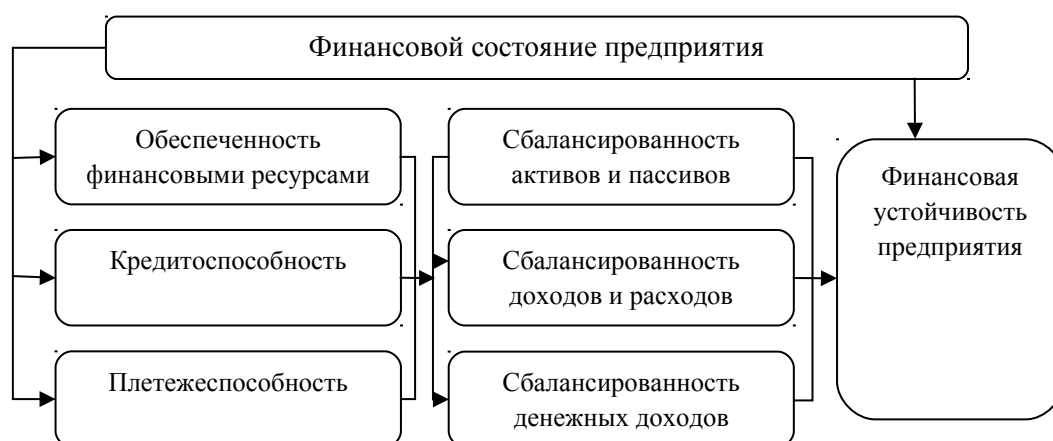 Финансовой состояние предприятия
Обеспеченность
финансовыми ресурсами
Кредитоспособность
Плетежеспособность
Сбалансированность
активов и пассивов
Сбалансированность
доходов и расходов
Сбалансированность
денежных доходов
Финансовая
устойчивость
предприятия